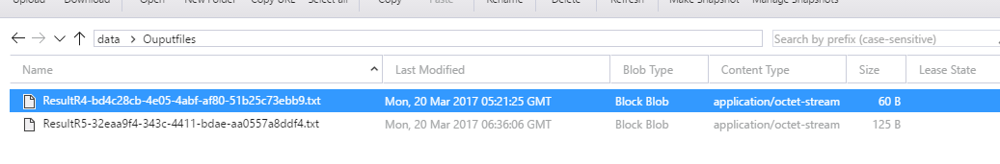 Upload Download Open New Folder Copy URL Select all Copy Paste Rename Delete Refresh Make Snapshot Manage Snapshots
data > Ouputfiles Search by prefix (case-sensitive)
Name Last Modified Blob Type Content Type Size Lease State
ResultR4-bd4c28cb-4e05-4abf-af80-51b25c73ebb9.txt Mon, 20 Mar 2017 05:21:25 GMT Block Blob application/octet-stream 60 B
ResultR5-32eaa9f4-343c-4411-bdae-aa0557a8ddf4.txt Mon, 20 Mar 2017 06:36:06 GMT Block Blob application/octet-stream 125 B